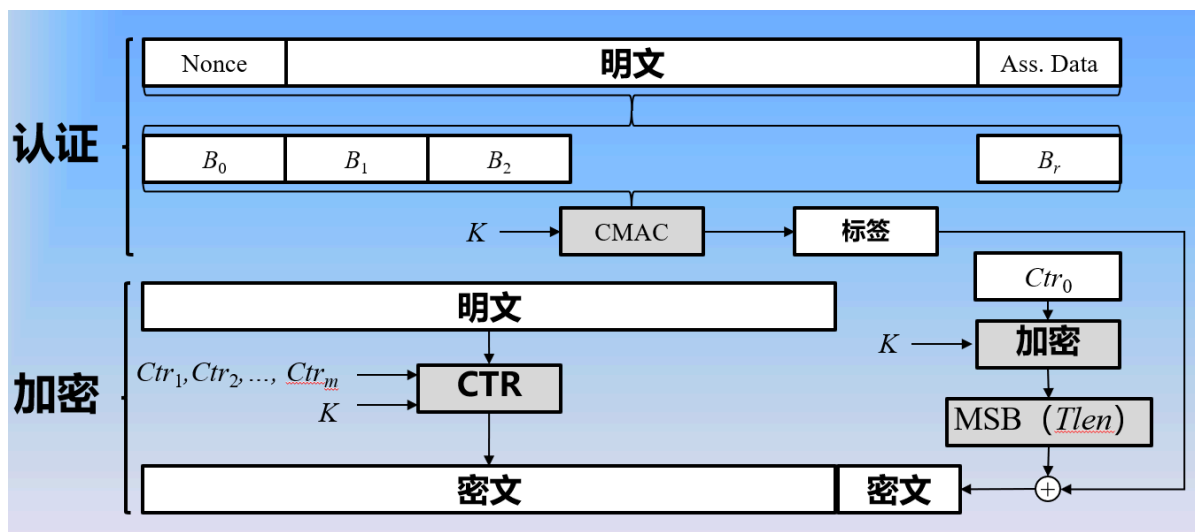 认证
Nonce
明文
Ass. Data
B0
B1
B2
Br
K
CMAC
标签
加密
明文
Ctr1,Ctr2,…, Ctrm
K
CTR
密文
密文
Ctr0
K
加密
MSB（Tlen）
+